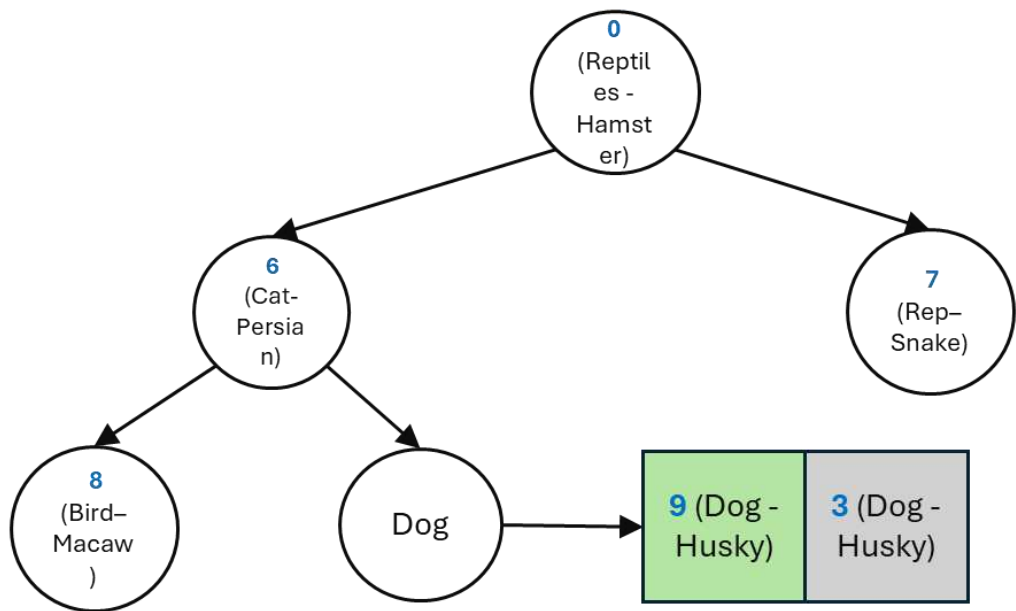 0
(Reptil
es -
Hamst
er)
6
(Cat-
Persia
n)
7
(Rep–
Snake)
8
(Bird–
Macaw
)
Dog
9 (Dog -
Husky)
3 (Dog -
Husky)